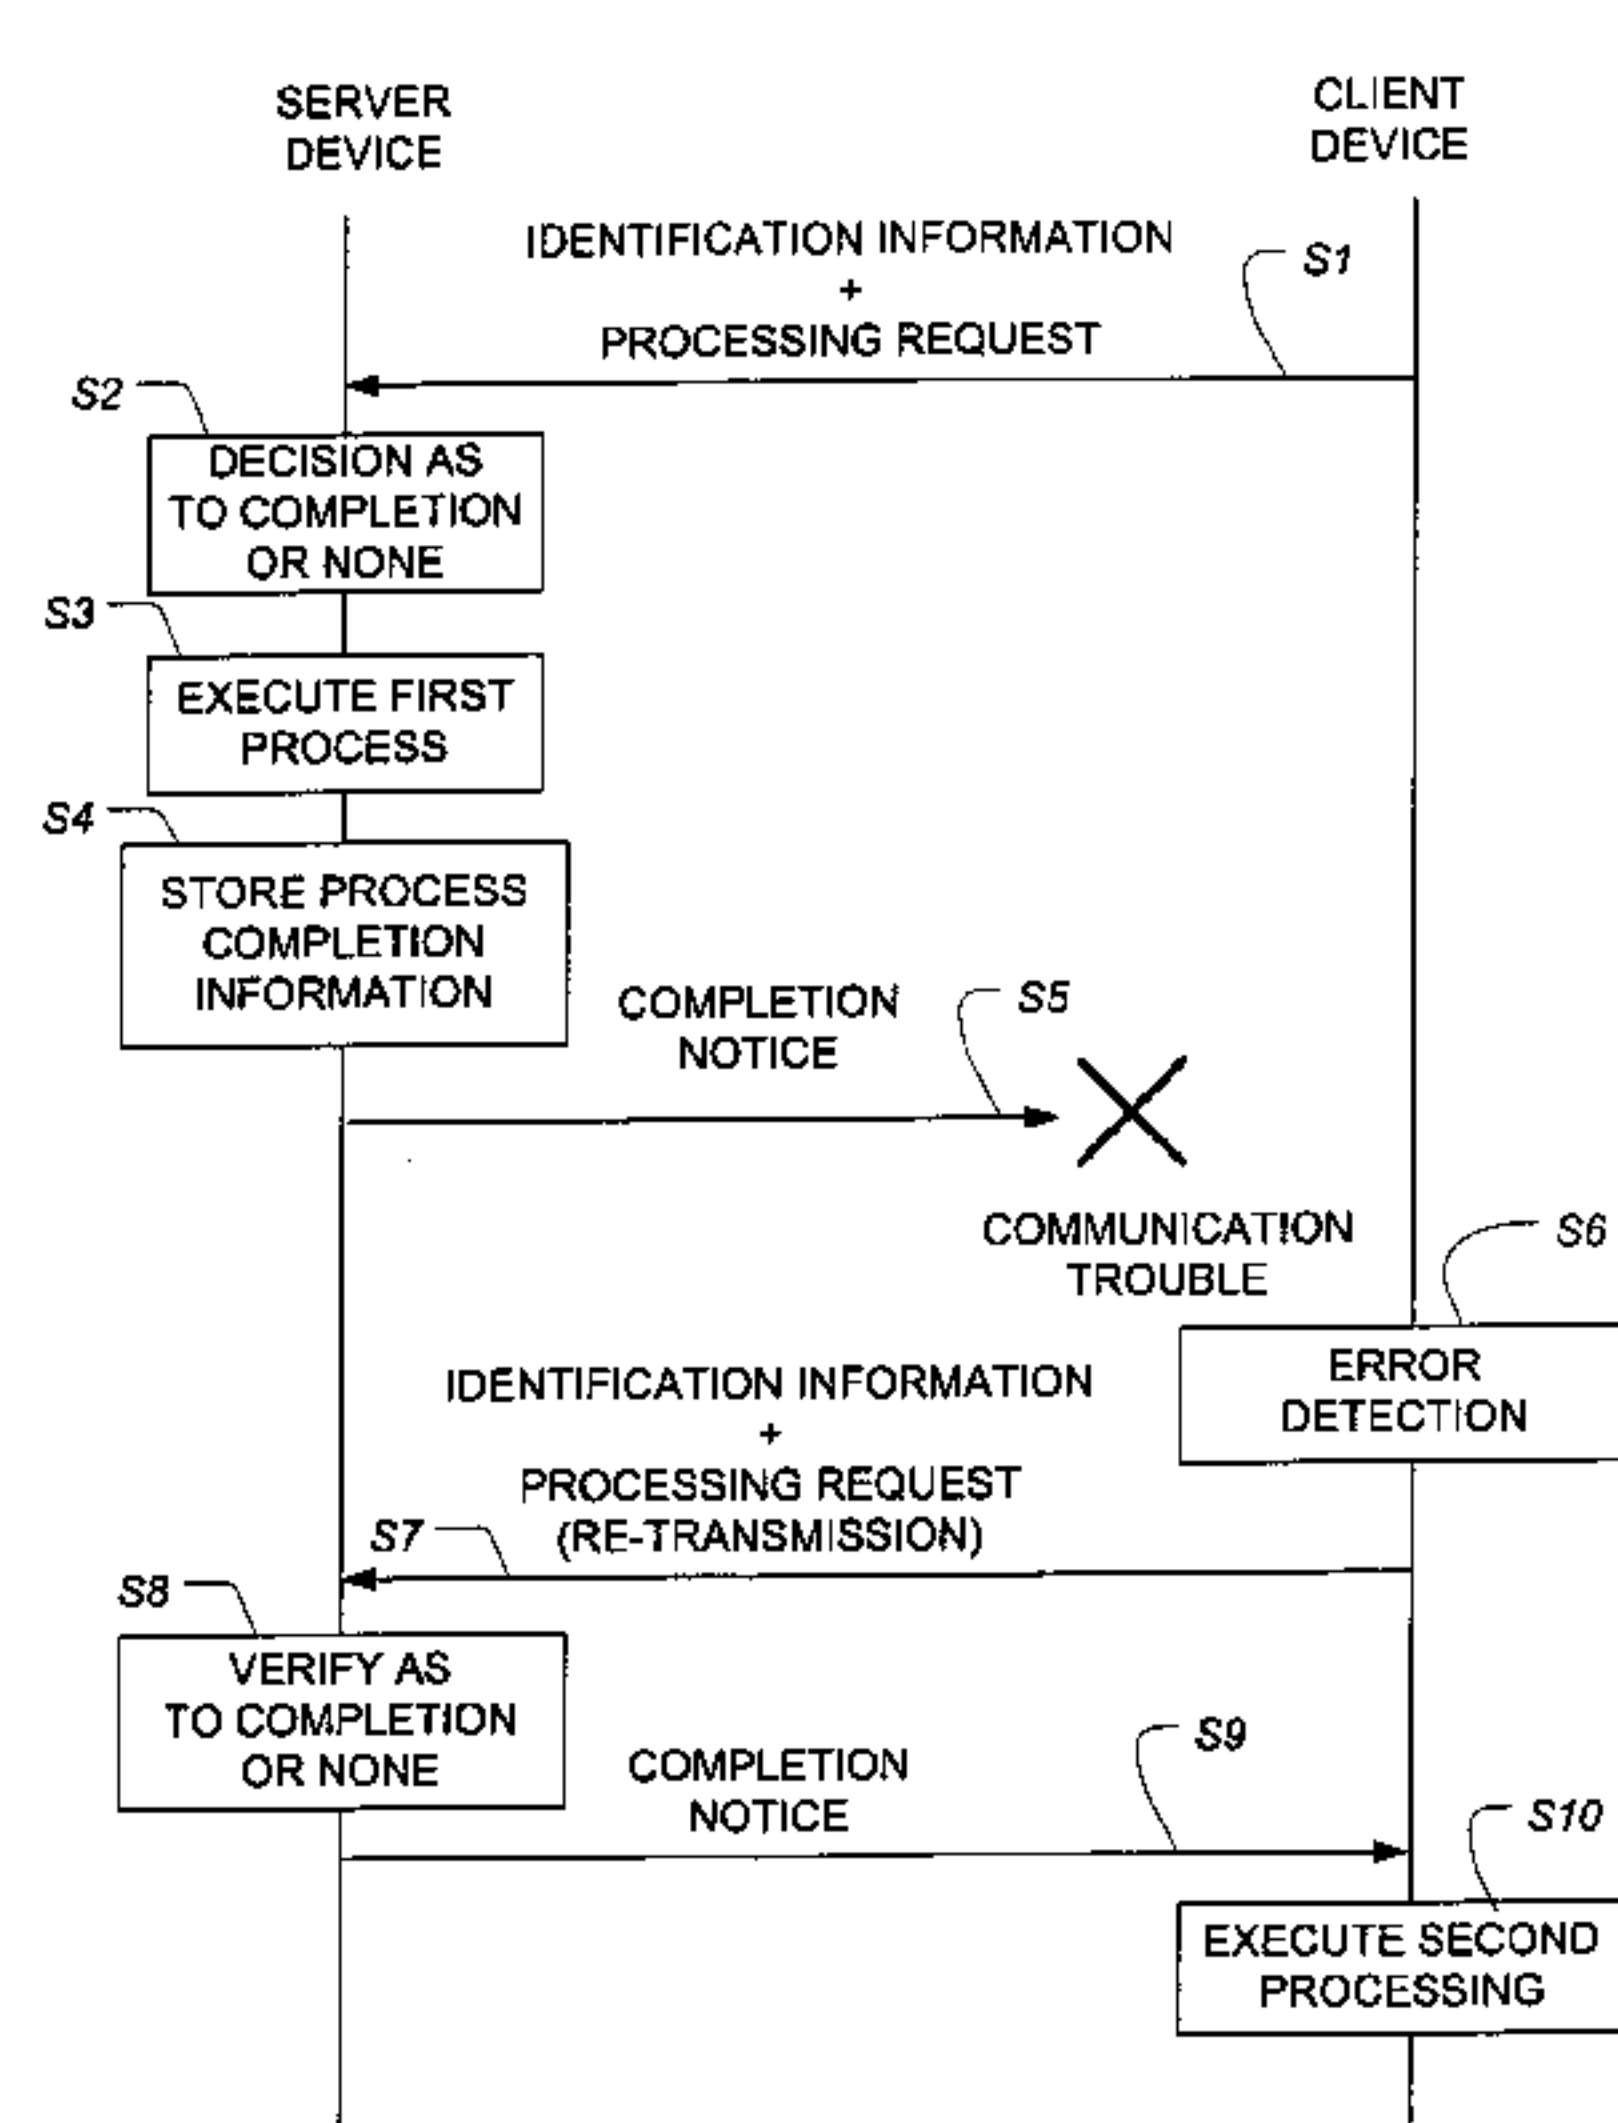 SERVER
DEVICE
CLIENT
DEVICE
IDENTIFICATION INFORMATION
+
PROCESSING REQUEST
S1
S2
DECISION AS
TO COMPLETION
OR NONE
S3
EXECUTE FIRST
PROCESS
S4
STORE PROCESS
COMPLETION
INFORMATION
COMPLETION
NOTICE
S5
COMMUNICATION
TROUBLE
S6
ERROR
DETECTION
IDENTIFICATION INFORMATION
+
PROCESSING REQUEST
(RE-TRANSMISSION)
S7
S8
VERIFY AS
TO COMPLETION
OR NONE
COMPLETION
NOTICE
S9
S10
EXECUTE SECOND
PROCESSING